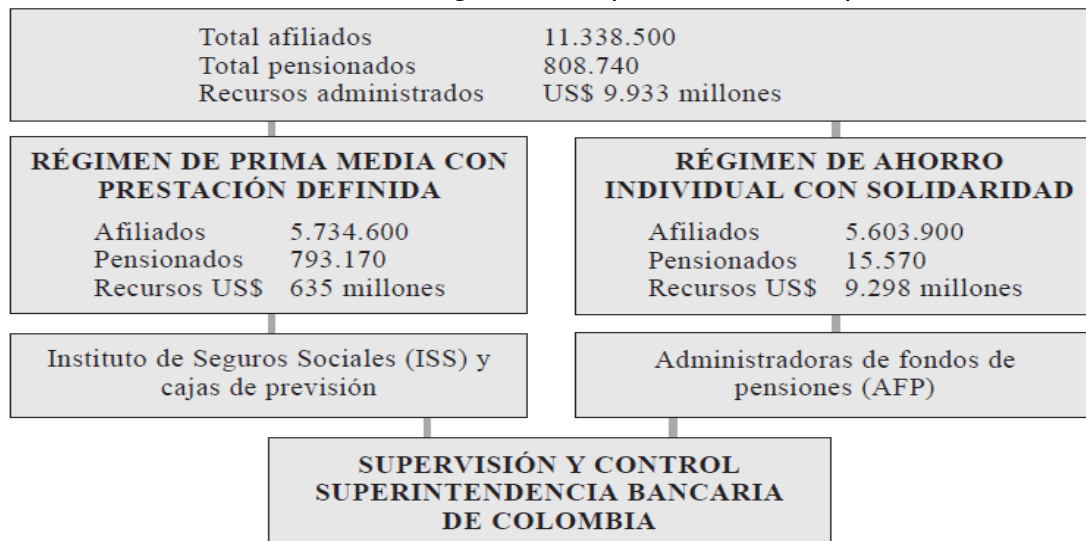 Total afiliados 11.338.500
Total pensionados 808.740
Recursos administrados US$ 9.933 millones
RÉGIMEN DE PRIMA MEDIA CON
PRESTACIÓN DEFINIDA
Afiliados 5.734.600
Pensionados 793.170
Recursos US$ 635 millones
RÉGIMEN DE AHORRO
INDIVIDUAL CON SOLIDARIDAD
Afiliados 5.603.900
Pensionados 15.570
Recursos US$ 9.298 millones
Instituto de Seguros Sociales (ISS) y
cajas de previsión
Administradoras de fondos de
pensiones (AFP)
SUPERVISIÓN Y CONTROL
SUPERINTENDENCIA BANCARIA
DE COLOMBIA